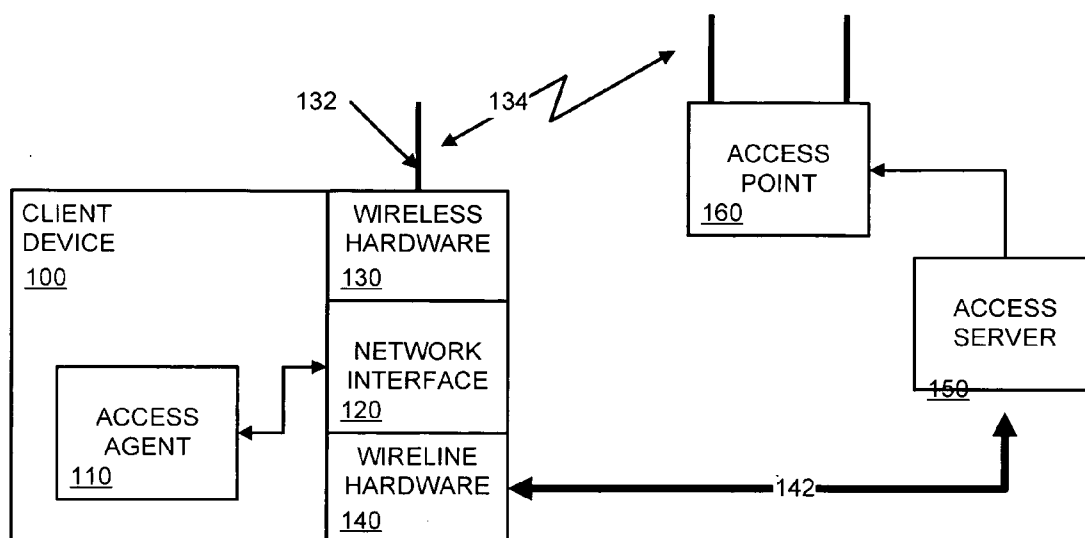 132
134
ACCESS
POINT
160
CLIENT
DEVICE
100
WIRELESS
HARDWARE
130
ACCESS
SERVER
150
NETWORK
INTERFACE
120
ACCESS
AGENT
110
WIRELINE
HARDWARE
140
142